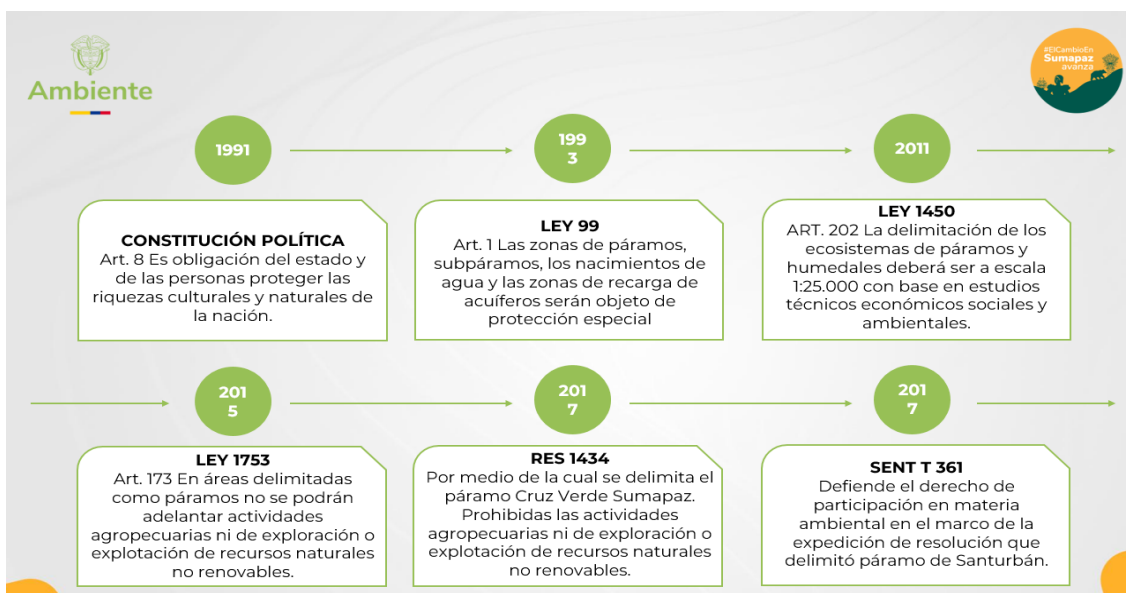 Ambiente
#ElCambioEn
Sumapaz
avanza
1991
199
3
2011
CONSTITUCIÓN POLÍTICA
Art. 8 Es obligación del estado y
de las personas proteger las
riquezas culturales y naturales de
la nación.
LEY 99
Art. 1 Las zonas de páramos,
subpáramos, los nacimientos de
agua y las zonas de recarga de
acuíferos serán objeto de
protección especial
LEY 1450
ART. 202 La delimitación de los
ecosistemas de páramos y
humedales deberá ser a escala
1:25.000 con base en estudios
técnicos económicos sociales y
ambientales.
201
5
201
7
201
7
LEY 1753
Art. 173 En áreas delimitadas
como páramos no se podrán
adelantar actividades
agropecuarias ni de exploración o
explotación de recursos naturales
no renovables.
RES 1434
Por medio de la cual se delimita el
páramo Cruz Verde Sumapaz.
Prohibidas las actividades
agropecuarias ni de exploración o
explotación de recursos naturales
no renovables.
SENT T 361
Defiende el derecho de
participación en materia
ambiental en el marco de la
expedición de resolución que
delimitó páramo de Santurbán.